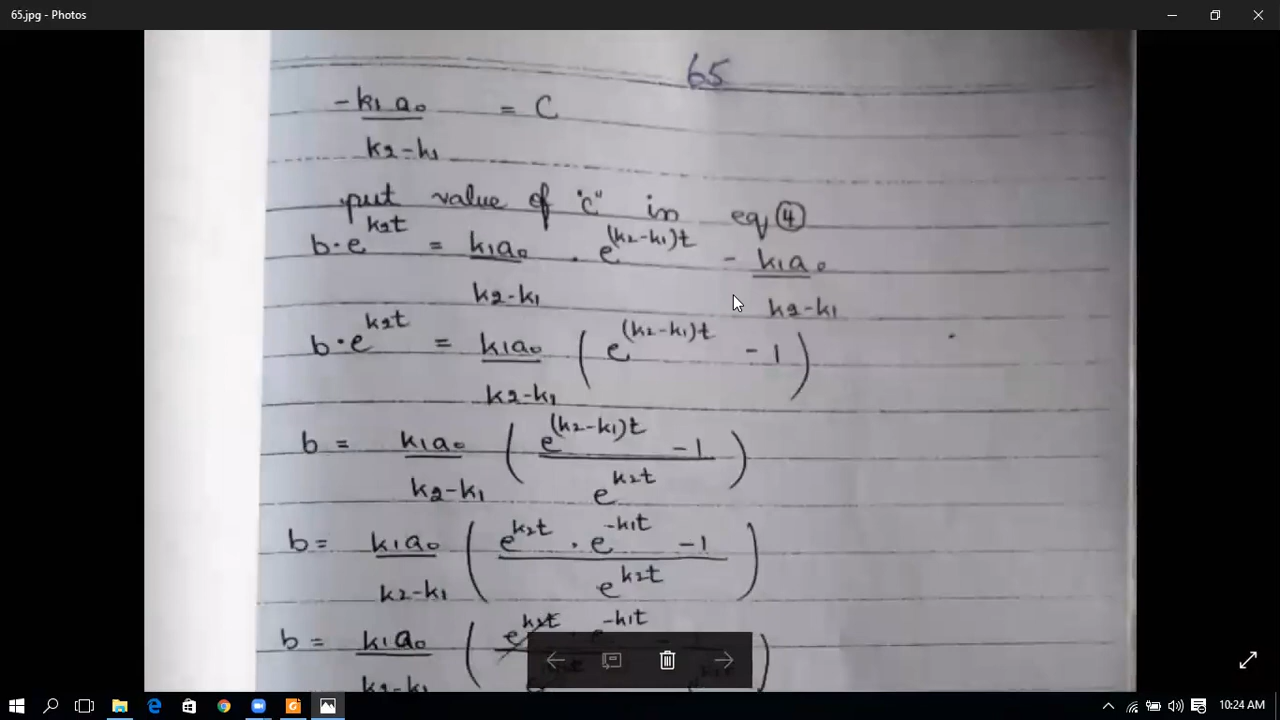 65.jpg - Photos
65
-k1 a0 / k2-k1 = C
put value of "c" in eq ④
b·e^k2t = k1a0 / k2-k1 · e^(k2-k1)t - k1a0 / k2-k1
b·e^k2t = k1a0 / k2-k1 ( e^(k2-k1)t - 1 )
b = k1a0 / k2-k1 ( e^(k2-k1)t - 1 / e^k2t )
b = k1a0 / k2-k1 ( e^k2t · e^-k1t - 1 / e^k2t )
b = k1a0 / k2-k1 ( e^k2t · e^-k1t
10:24 AM